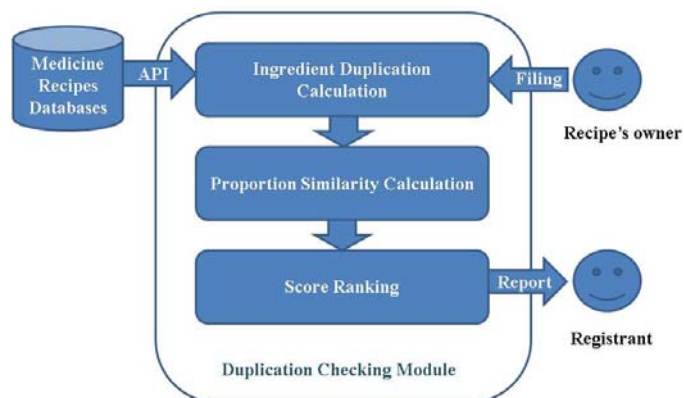 Medicine
Recipes
Databases
API
Ingredient Duplication
Calculation
Filing
Recipe's owner
Proportion Similarity Calculation
Score Ranking
Report
Registrant
Duplication Checking Module